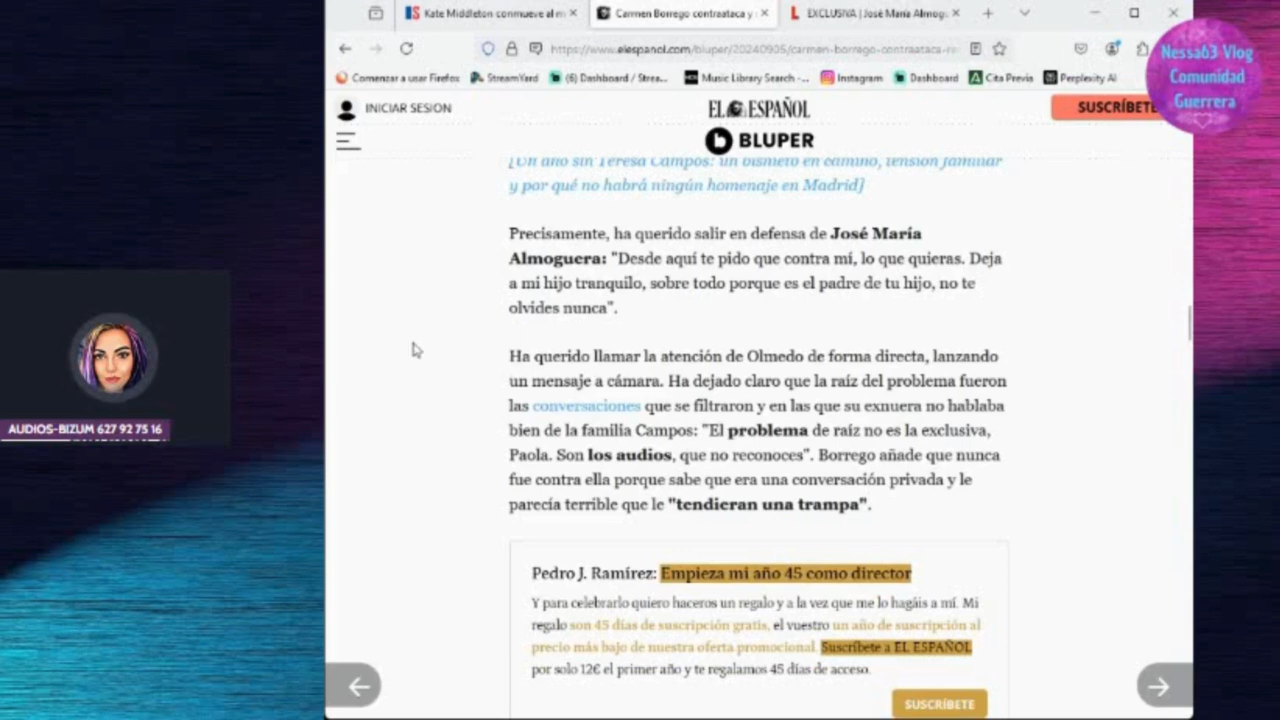 Kate Middleton conmueve al m
Carmen Borrego contraataca y
EXCLUSIVA | José María Almog
https://www.elespanol.com/bluper/20240905/carmen-borrego-contraataca-re
Comenzar a usar Firefox
StreamYard
(6) Dashboard / Strea...
Music Library Search -...
Instagram
Dashboard
Cita Previa
Perplexity AI
Nessa63 Vlog
Comunidad
Guerrera
INICIAR SESION
EL ESPAÑOL
SUSCRÍBETE
BLUPER
[Un año sin Teresa Campos: un bisnieto en camino, tensión familiar
y por qué no habrá ningún homenaje en Madrid]
Precisamente, ha querido salir en defensa de José María
Almoguera: "Desde aquí te pido que contra mí, lo que quieras. Deja
a mi hijo tranquilo, sobre todo porque es el padre de tu hijo, no te
olvides nunca".
Ha querido llamar la atención de Olmedo de forma directa, lanzando
un mensaje a cámara. Ha dejado claro que la raíz del problema fueron
las conversaciones que se filtraron y en las que su exnuera no hablaba
bien de la familia Campos: "El problema de raíz no es la exclusiva,
Paola. Son los audios, que no reconoces". Borrego añade que nunca
fue contra ella porque sabe que era una conversación privada y le
parecía terrible que le "tendieran una trampa".
AUDIOS-BIZUM 627 92 75 16
Pedro J. Ramírez: Empieza mi año 45 como director
Y para celebrarlo quiero haceros un regalo y a la vez que me lo hagáis a mí. Mi
regalo son 45 días de suscripción gratis, el vuestro un año de suscripción al
precio más bajo de nuestra oferta promocional. Suscríbete a EL ESPAÑOL
por solo 12€ el primer año y te regalamos 45 días de acceso.
SUSCRÍBETE